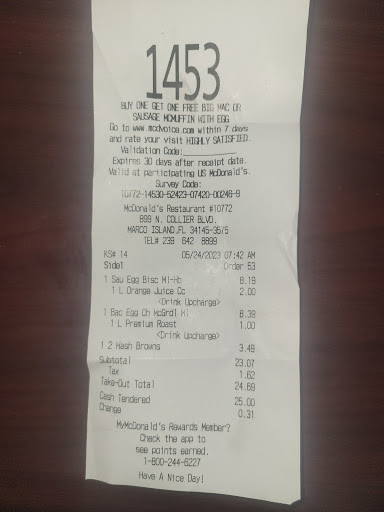 1453
BUY ONE GET ONE FREE BIG MAC OR
SAUSAGE MCMUFFIN WITH EGG
Go to www.mcdvoice.com within 7 days
and rate your visit HIGHLY SATISFIED.
Validation Code:____________
Expires 30 days after receipt date.
Valid at participating US McDonald's.
Survey Code:
10772-14530-52423-07420-00246-9
McDonald's Restaurant #10772
899 N. COLLIER BLVD.
MARCO ISLAND,FL 34145-35/5
TEL# 239 642 8899
KS# 14 05/24/2023 07:42 AM
Side1 Order 53
1 Sau Egg Bisc Ml-Hb 8.19
1 L Orange Juice Cc 2.00
<Drink Upcharge>
1 Bac Egg Ch McGrdl Ml 8.39
1 L Premium Roast 1.00
<Drink Upcharge>
1 2 Hash Browns 3.49
Subtotal 23.07
Tax 1.62
Take-Out Total 24.69
Cash Tendered 25.00
Change 0.31
MyMcDonald's Rewards Member?
Check the app to
see points earned.
1-800-244-6227
Have A Nice Day!